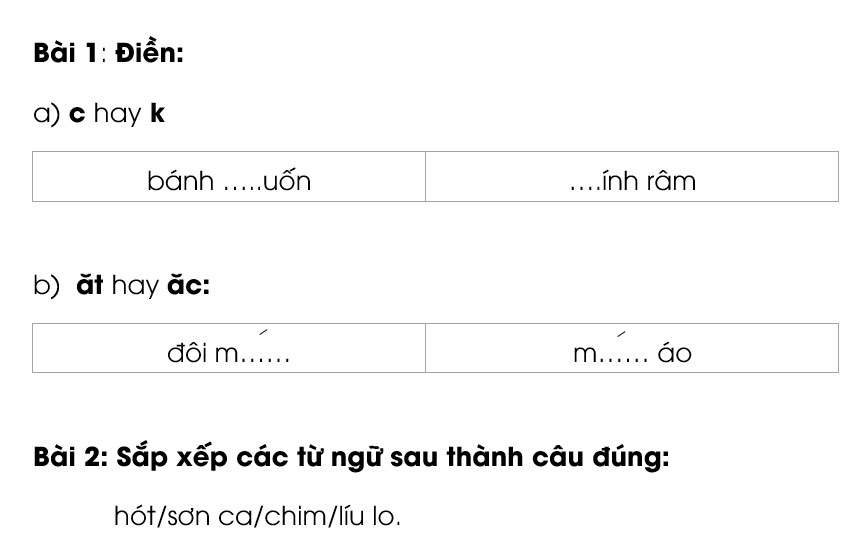 Bài 1: Điền:
a) c hay k
bánh …..uốn
….ính râm
b) ăt hay ăc:
đôi m…́…
m…́… áo
Bài 2: Sắp xếp các từ ngữ sau thành câu đúng:
hót/sơn ca/chim/líu lo.